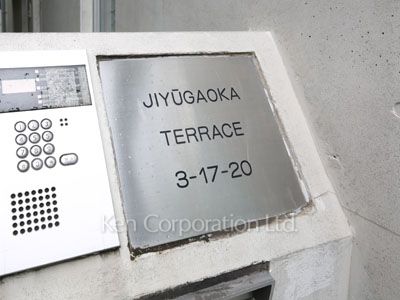 JIYŪGAOKA
TERRACE
3-17-20
Ken Corporation Ltd.